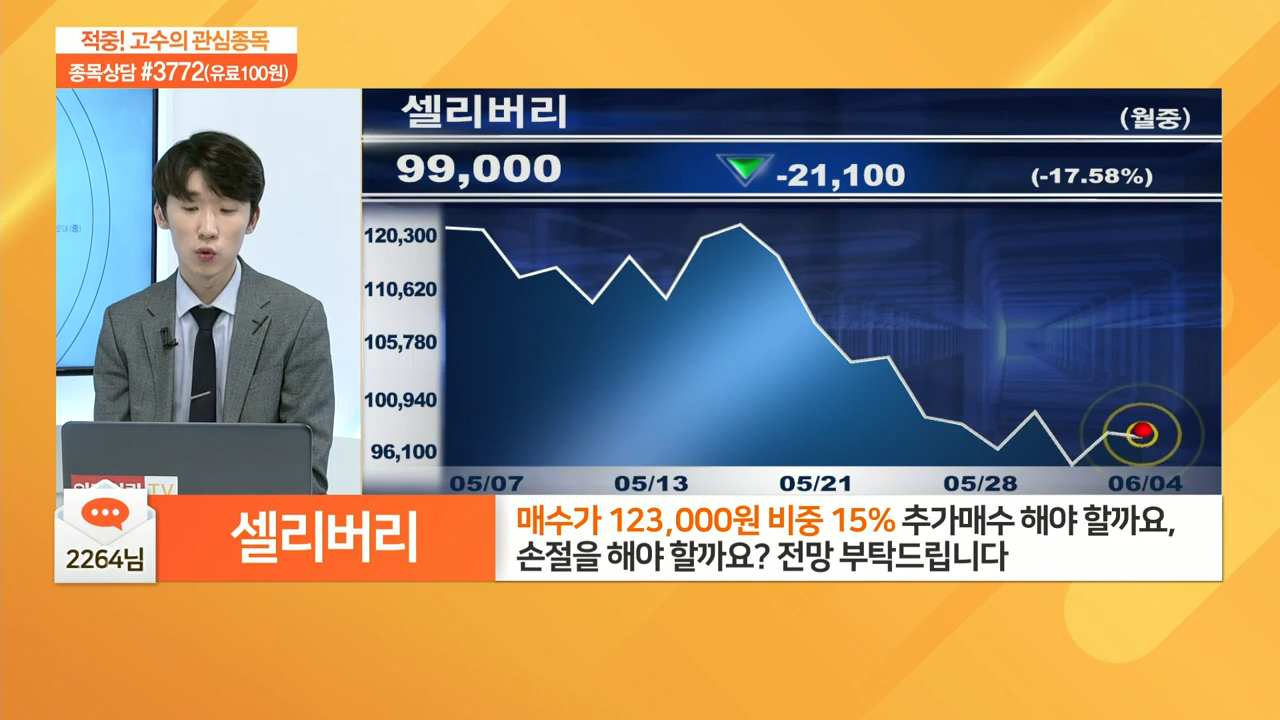 적중! 고수의 관심종목
종목상담 #3772(유료100원)
셀리버리
(월중)
99,000
-21,100
(-17.58%)
120,300
110,620
105,780
100,940
96,100
05/07 05/13 05/21 05/28 06/04
TV
2264님
셀리버리
매수가 123,000원 비중 15% 추가매수 해야 할까요,
손절을 해야 할까요? 전망 부탁드립니다